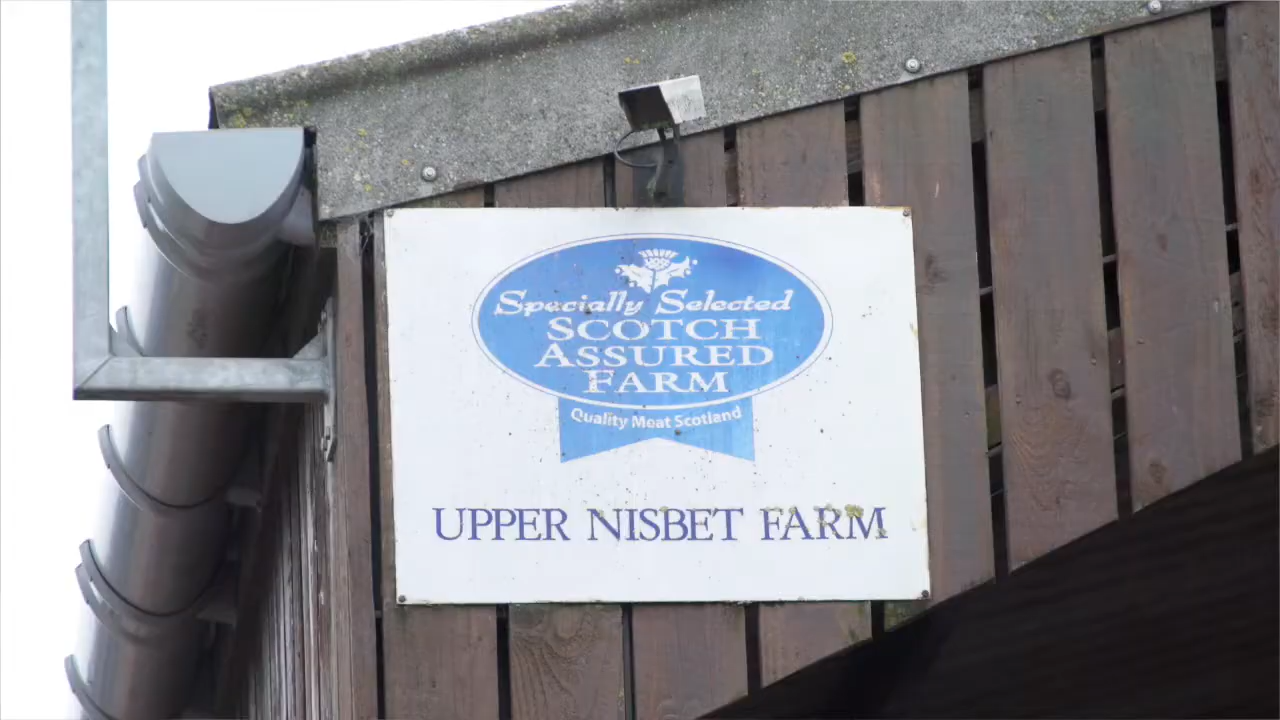 Specially Selected
SCOTCH
ASSURED
FARM
Quality Meat Scotland
UPPER NISBET FARM